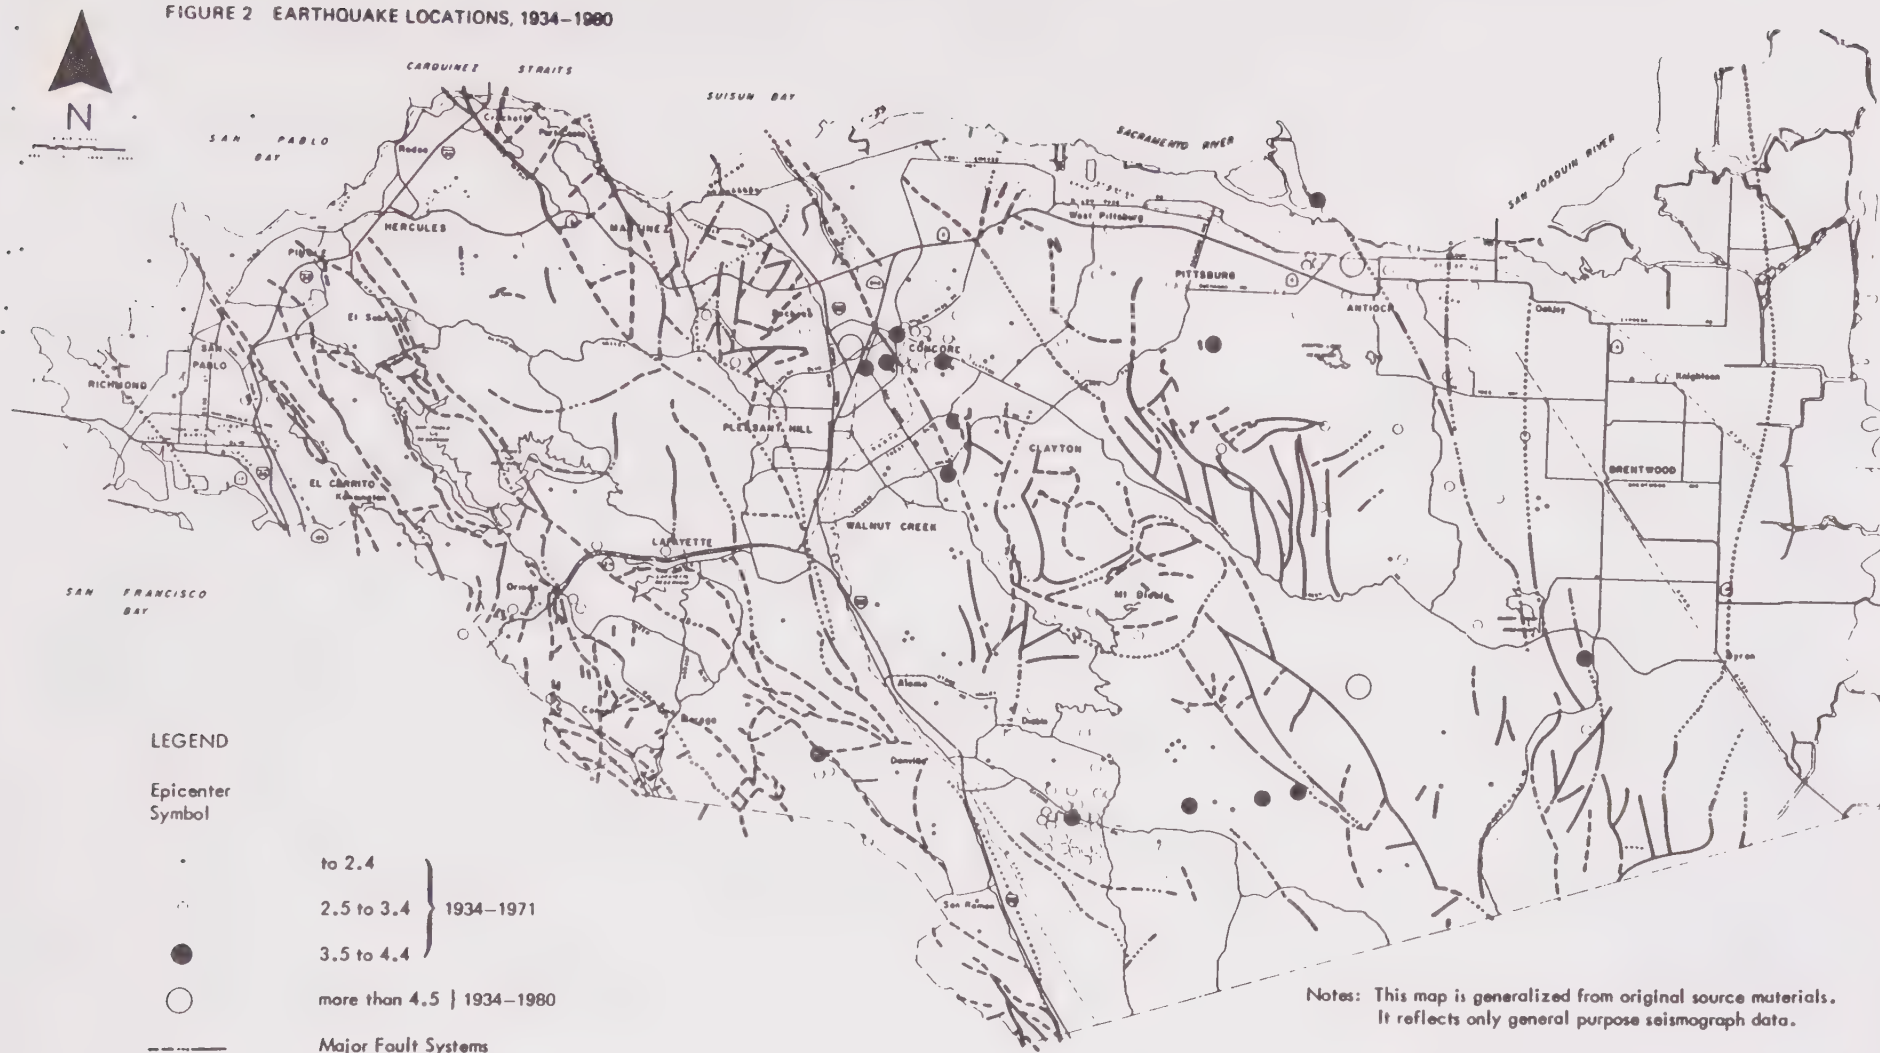 FIGURE 2 EARTHQUAKE LOCATIONS, 1934–1980
N
CARQUINEZ STRAITS
SUISUN BAY
SAN PABLO
BAY
SACRAMENTO RIVER
SAN JOAQUIN RIVER
Crockett
Rodeo
HERCULES
MARTINEZ
West Pittsburg
PITTSBURG
ANTIOCH
Oakley
El Sobrante
SAN
PABLO
RICHMOND
CONCORD
Knightsen
PLEASANT HILL
CLAYTON
BRENTWOOD
EL CERRITO
Kensington
WALNUT CREEK
LAFAYETTE
Orinda
SAN FRANCISCO
BAY
Mt Diablo
Byron
Alamo
Diablo
Moraga
Danville
San Ramon
LEGEND
Epicenter
Symbol
to 2.4
2.5 to 3.4 } 1934–1971
3.5 to 4.4
more than 4.5 } 1934–1980
Major Fault Systems
Notes: This map is generalized from original source materials.
It reflects only general purpose seismograph data.